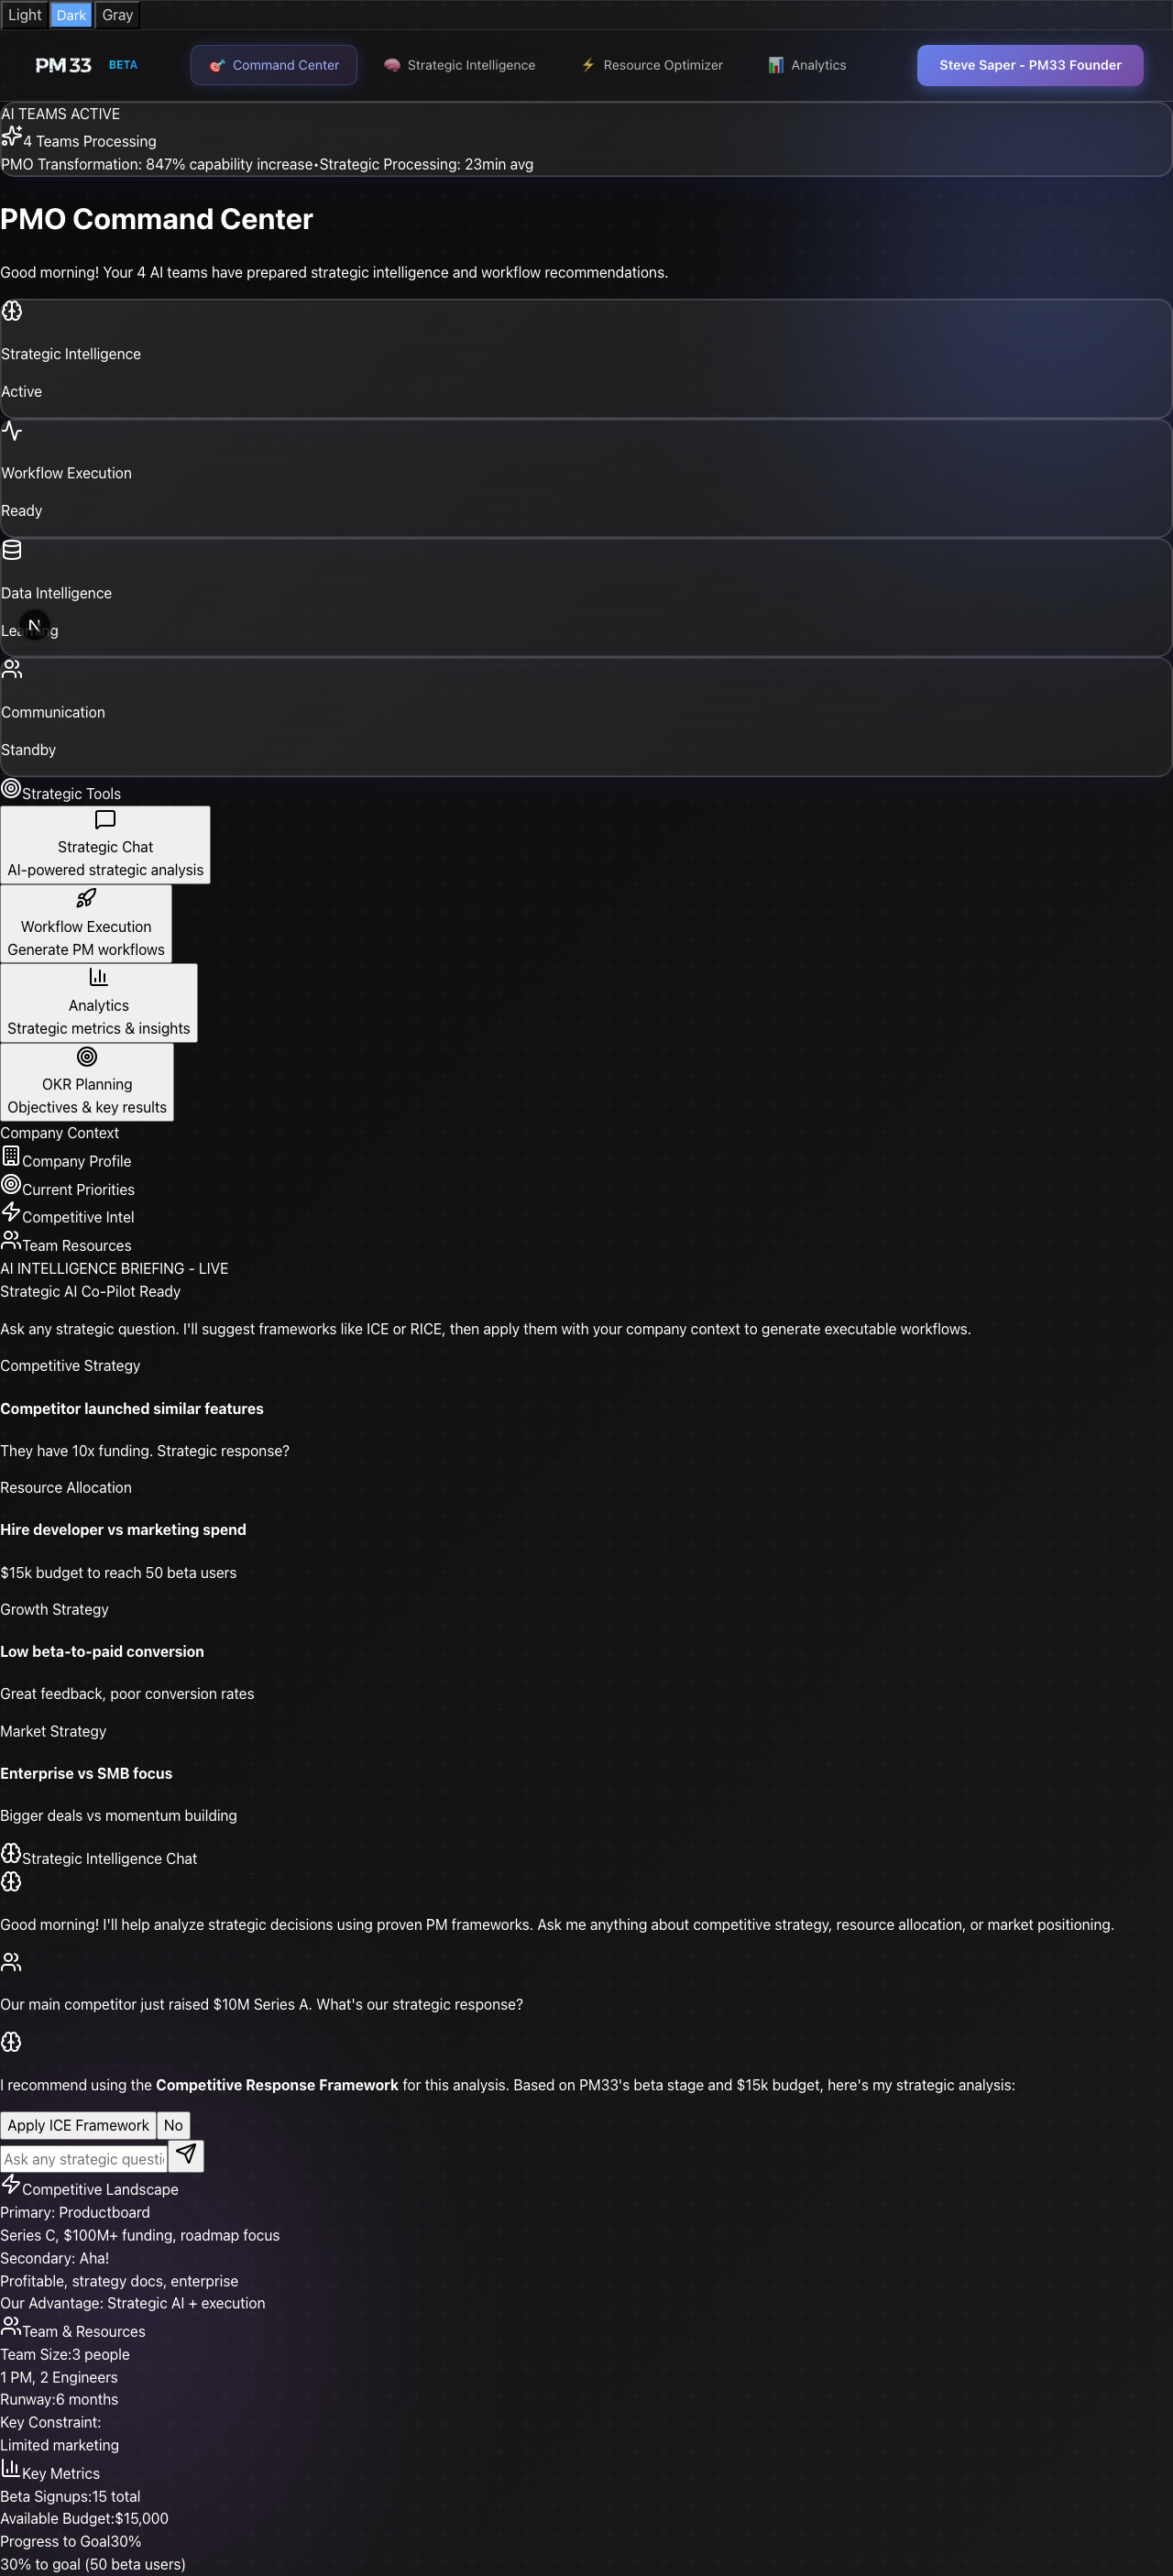 Light Dark Gray
PM33 BETA 🎯 Command Center 🧠 Strategic Intelligence ⚡ Resource Optimizer 📊 Analytics Steve Saper - PM33 Founder
AI TEAMS ACTIVE
4 Teams Processing
PMO Transformation: 847% capability increase•Strategic Processing: 23min avg
PMO Command Center
Good morning! Your 4 AI teams have prepared strategic intelligence and workflow recommendations.
Strategic Intelligence
Active
Workflow Execution
Ready
Data Intelligence
Learning
N
Communication
Standby
Strategic Tools
Strategic Chat
AI-powered strategic analysis
Workflow Execution
Generate PM workflows
Analytics
Strategic metrics & insights
OKR Planning
Objectives & key results
Company Context
Company Profile
Current Priorities
Competitive Intel
Team Resources
AI INTELLIGENCE BRIEFING - LIVE
Strategic AI Co-Pilot Ready
Ask any strategic question. I'll suggest frameworks like ICE or RICE, then apply them with your company context to generate executable workflows.
Competitive Strategy
Competitor launched similar features
They have 10x funding. Strategic response?
Resource Allocation
Hire developer vs marketing spend
$15k budget to reach 50 beta users
Growth Strategy
Low beta-to-paid conversion
Great feedback, poor conversion rates
Market Strategy
Enterprise vs SMB focus
Bigger deals vs momentum building
Strategic Intelligence Chat
Good morning! I'll help analyze strategic decisions using proven PM frameworks. Ask me anything about competitive strategy, resource allocation, or market positioning.
Our main competitor just raised $10M Series A. What's our strategic response?
I recommend using the Competitive Response Framework for this analysis. Based on PM33's beta stage and $15k budget, here's my strategic analysis:
Apply ICE Framework No
Ask any strategic questi
Competitive Landscape
Primary: Productboard
Series C, $100M+ funding, roadmap focus
Secondary: Aha!
Profitable, strategy docs, enterprise
Our Advantage: Strategic AI + execution
Team & Resources
Team Size:3 people
1 PM, 2 Engineers
Runway:6 months
Key Constraint:
Limited marketing
Key Metrics
Beta Signups:15 total
Available Budget:$15,000
Progress to Goal30%
30% to goal (50 beta users)